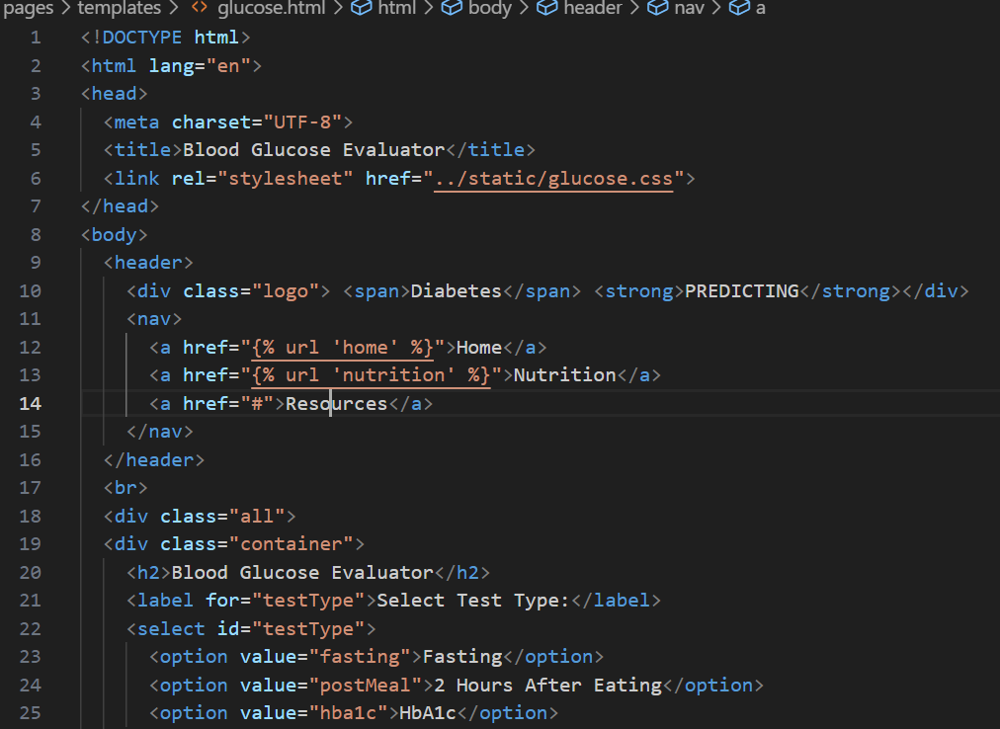 pages > templates > <> glucose.html > html > body > header > nav > a
1 <!DOCTYPE html>
2 <html lang="en">
3 <head>
4 <meta charset="UTF-8">
5 <title>Blood Glucose Evaluator</title>
6 <link rel="stylesheet" href="../static/glucose.css">
7 </head>
8 <body>
9 <header>
10 <div class="logo"> <span>Diabetes</span> <strong>PREDICTING</strong></div>
11 <nav>
12 <a href="{% url 'home' %}">Home</a>
13 <a href="{% url 'nutrition' %}">Nutrition</a>
14 <a href="#">Resources</a>
15 </nav>
16 </header>
17 <br>
18 <div class="all">
19 <div class="container">
20 <h2>Blood Glucose Evaluator</h2>
21 <label for="testType">Select Test Type:</label>
22 <select id="testType">
23 <option value="fasting">Fasting</option>
24 <option value="postMeal">2 Hours After Eating</option>
25 <option value="hba1c">HbA1c</option>